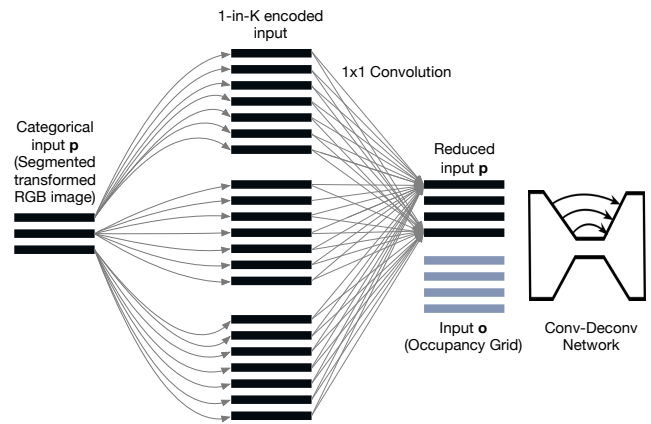 1-in-K encoded
input
1x1 Convolution
Categorical
input p
(Segmented
transformed
RGB image)
Reduced
input p
Input o
(Occupancy Grid)
Conv-Deconv
Network